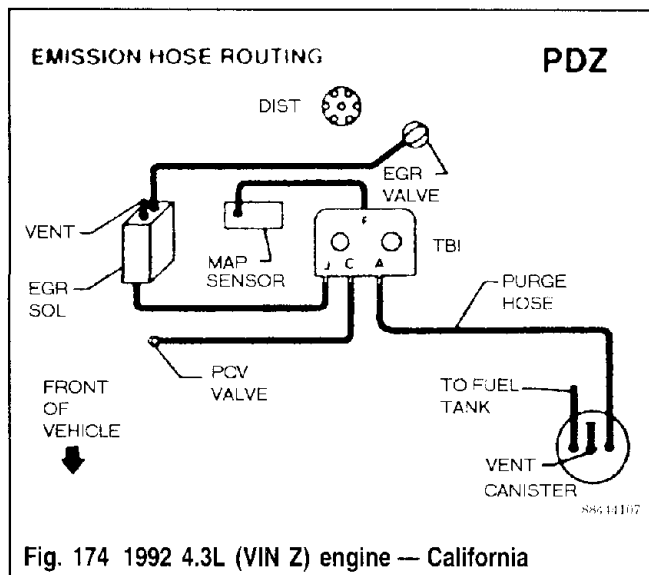 EMISSION HOSE ROUTING
PDZ
DIST
EGR
VALVE
VENT
MAP
SENSOR
F
TBI
J C A
EGR
SOL
PURGE
HOSE
PCV
VALVE
FRONT
OF
VEHICLE
TO FUEL
TANK
VENT
CANISTER
88444107
Fig. 174 1992 4.3L (VIN Z) engine — California